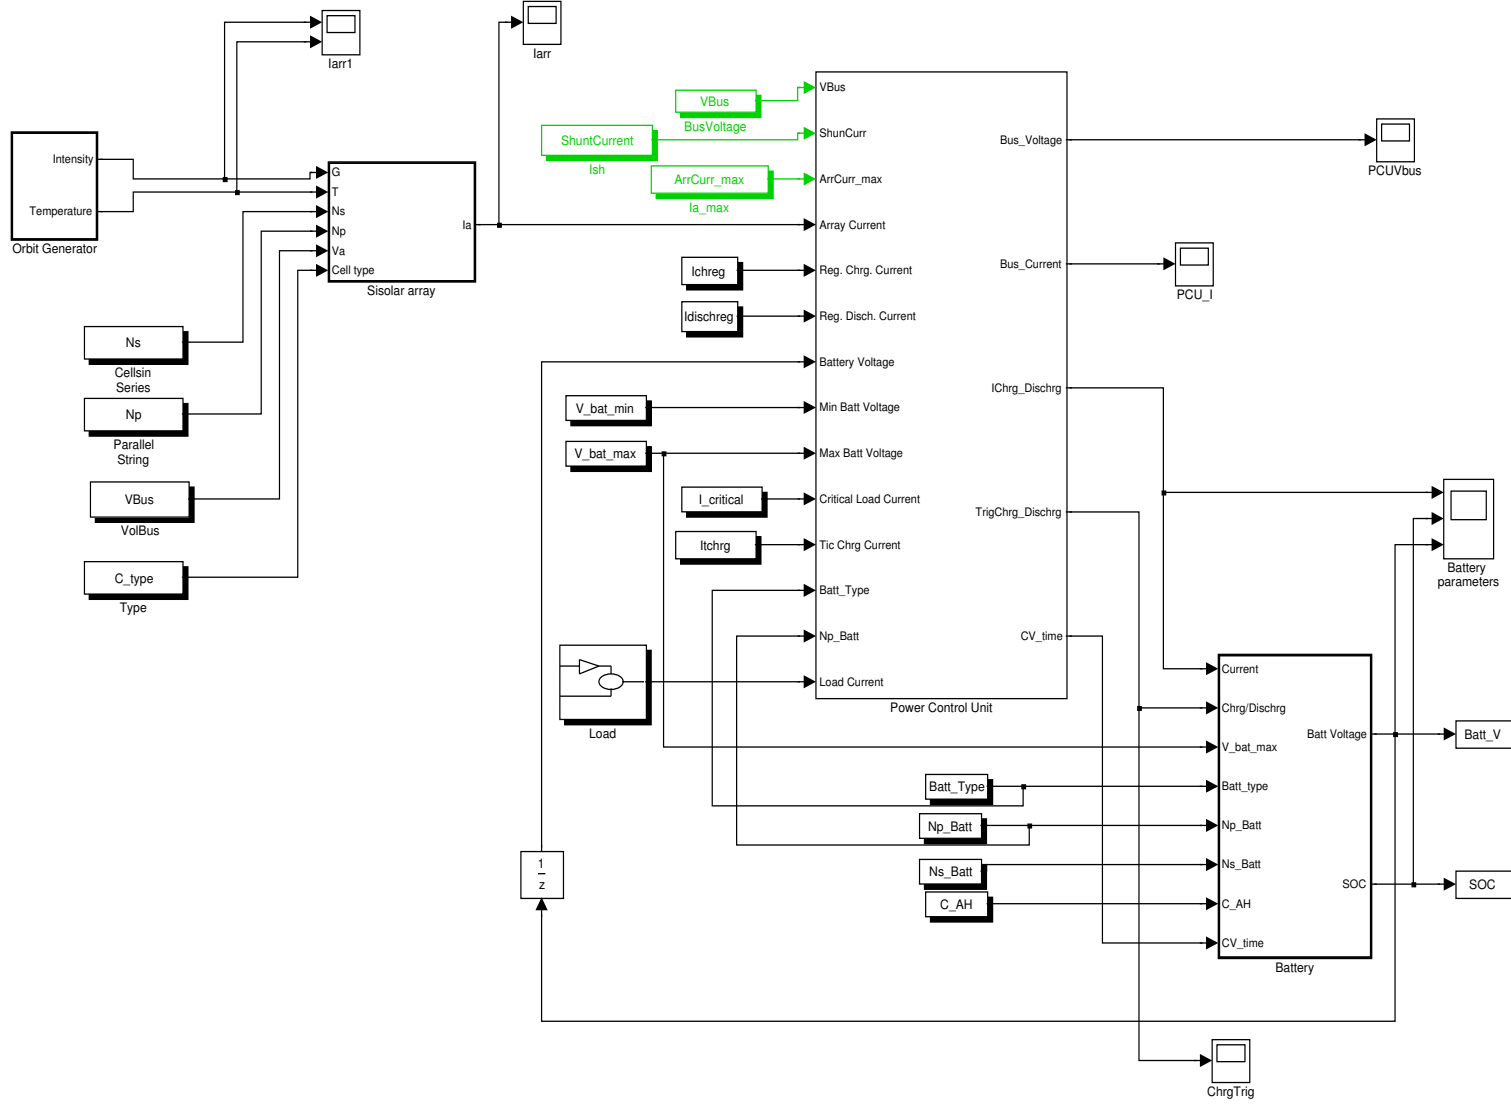 Iarr1
Iarr
Intensity
Temperature
Orbit Generator
G
T
Ns
Np
Va
Cell type
Ia
Sisolar array
Ns
Cellsin
Series
Np
Parallel
String
VBus
VolBus
C_type
Type
VBus
BusVoltage
ShuntCurrent
Ish
ArrCurr_max
Ia_max
Ichreg
Idischreg
V_bat_min
V_bat_max
I_critical
Itchrg
Load
VBus
ShunCurr
ArrCurr_max
Array Current
Reg. Chrg. Current
Reg. Disch. Current
Battery Voltage
Min Batt Voltage
Max Batt Voltage
Critical Load Current
Tic Chrg Current
Batt_Type
Np_Batt
Load Current
Bus_Voltage
Bus_Current
IChrg_Dischrg
TrigChrg_Dischrg
CV_time
Power Control Unit
PCUVbus
PCU_I
Battery
parameters
Batt_Type
Np_Batt
Ns_Batt
C_AH
Current
Chrg/Dischrg
V_bat_max
Batt_type
Np_Batt
Ns_Batt
C_AH
CV_time
Batt Voltage
SOC
Battery
Batt_V
SOC
1
z
ChrgTrig